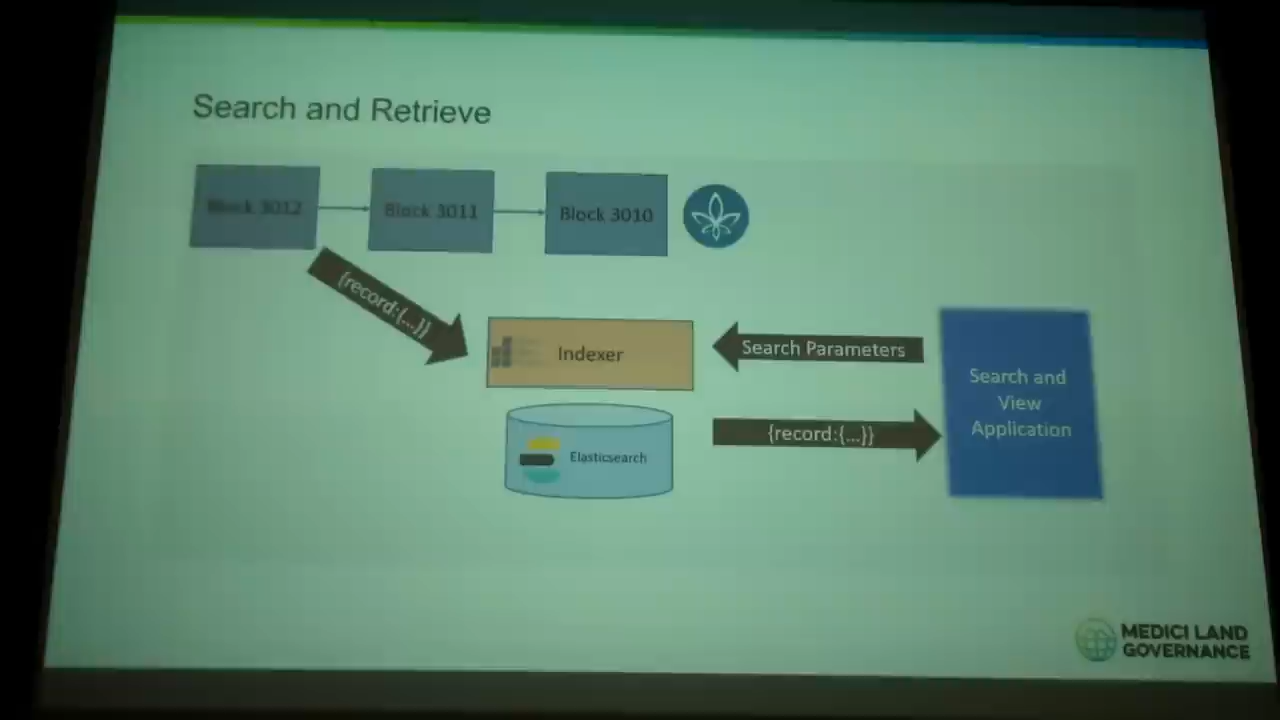 Search and Retrieve
Block 3012
Block 3011
Block 3010
{record:{...}}
Indexer
Search Parameters
Search and
View
Application
Elasticsearch
{record:{...}}
MEDICI LAND
GOVERNANCE